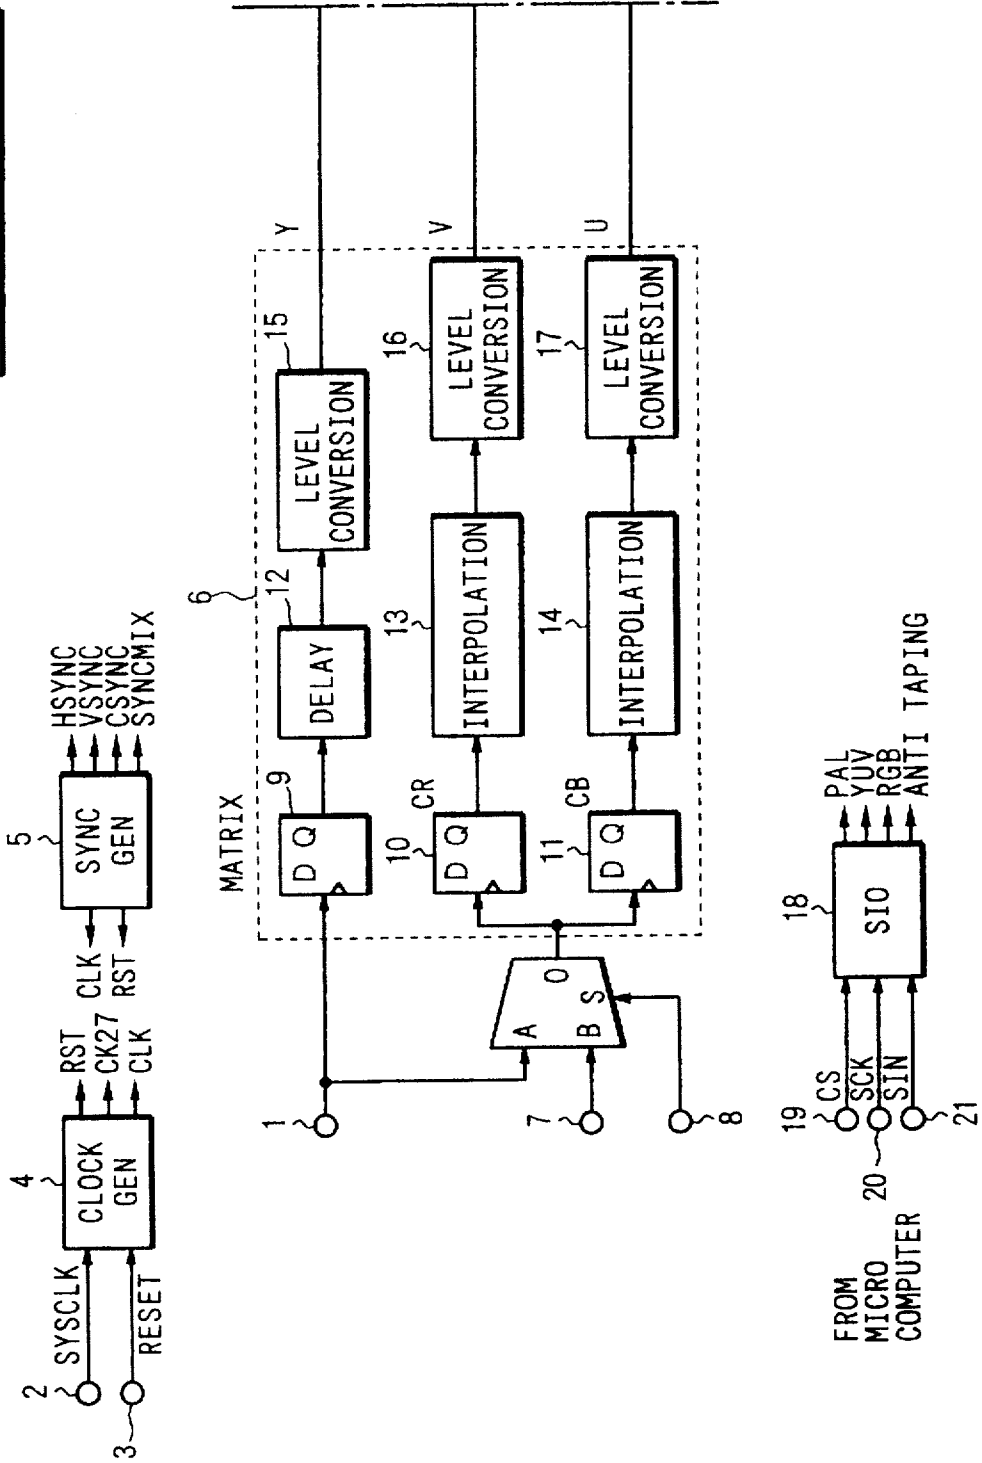 2
SYSCLK
3
RESET
4
CLOCK
GEN
RST
CK27
CLK
CLK
RST
5
SYNC
GEN
HSYNC
VSYNC
CSYNC
SYNCMIX
6
MATRIX
1
9
D Q
12
DELAY
15
LEVEL
CONVERSION
Y
7
8
A
B
S
O
10
D Q
CR
13
INTERPOLATION
16
LEVEL
CONVERSION
V
11
D Q
CB
14
INTERPOLATION
17
LEVEL
CONVERSION
U
FROM
MICRO
COMPUTER
19
CS
20
SCK
21
SIN
18
SIO
PAL
YUV
RGB
ANTI TAPING